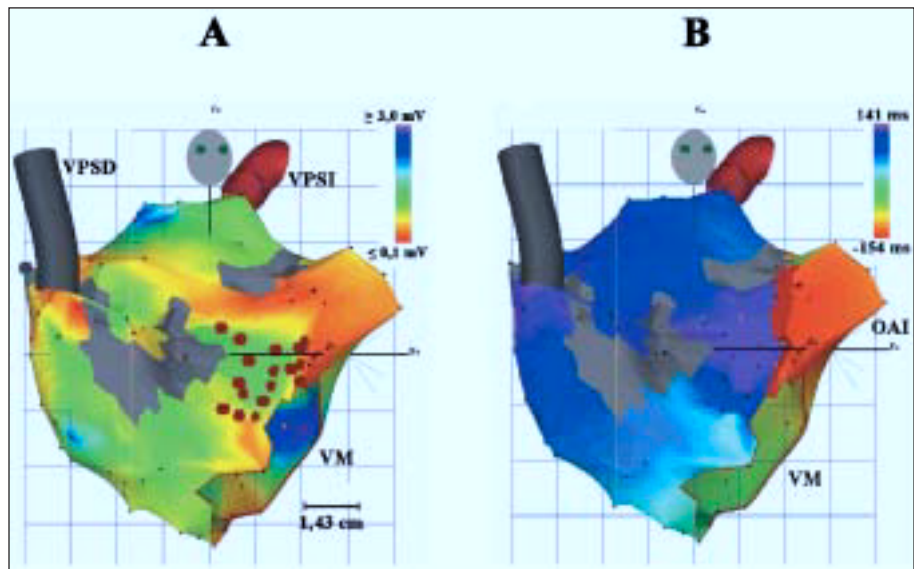 A
B
≥ 3,0 mV
≤ 0,1 mV
VPSD
VPSI
VM
1,43 cm
141 ms
-154 ms
OAI
VM